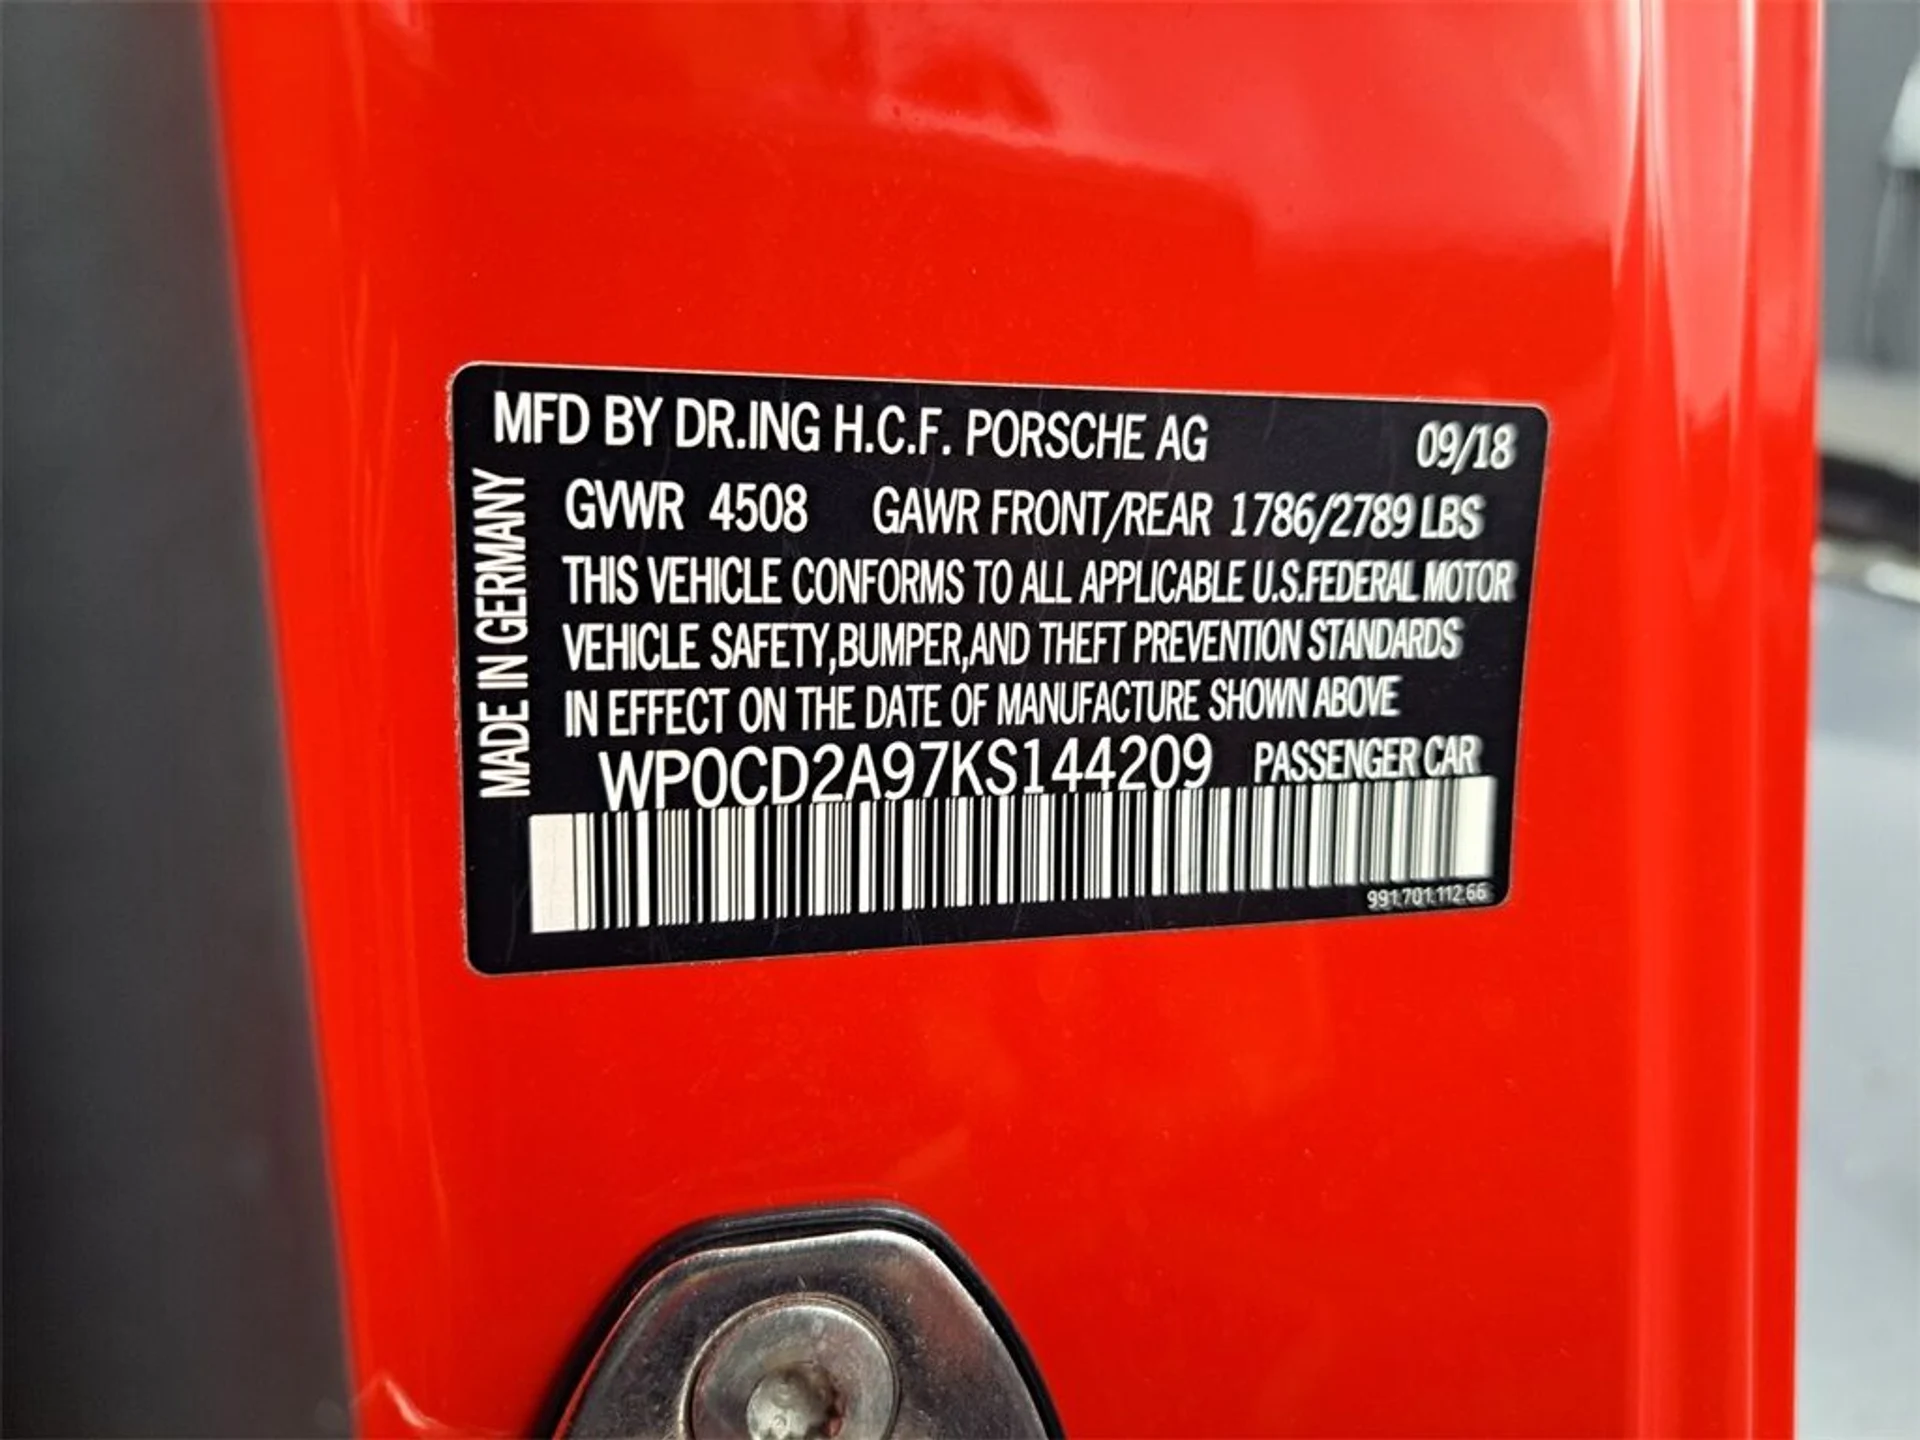 MFD BY DR.ING H.C.F. PORSCHE AG 09/18
GVWR 4508 GAWR FRONT/REAR 1786/2789 LBS
THIS VEHICLE CONFORMS TO ALL APPLICABLE U.S.FEDERAL MOTOR
VEHICLE SAFETY,BUMPER,AND THEFT PREVENTION STANDARDS
IN EFFECT ON THE DATE OF MANUFACTURE SHOWN ABOVE
WP0CD2A97KS144209 PASSENGER CAR
991.701.112.66
MADE IN GERMANY